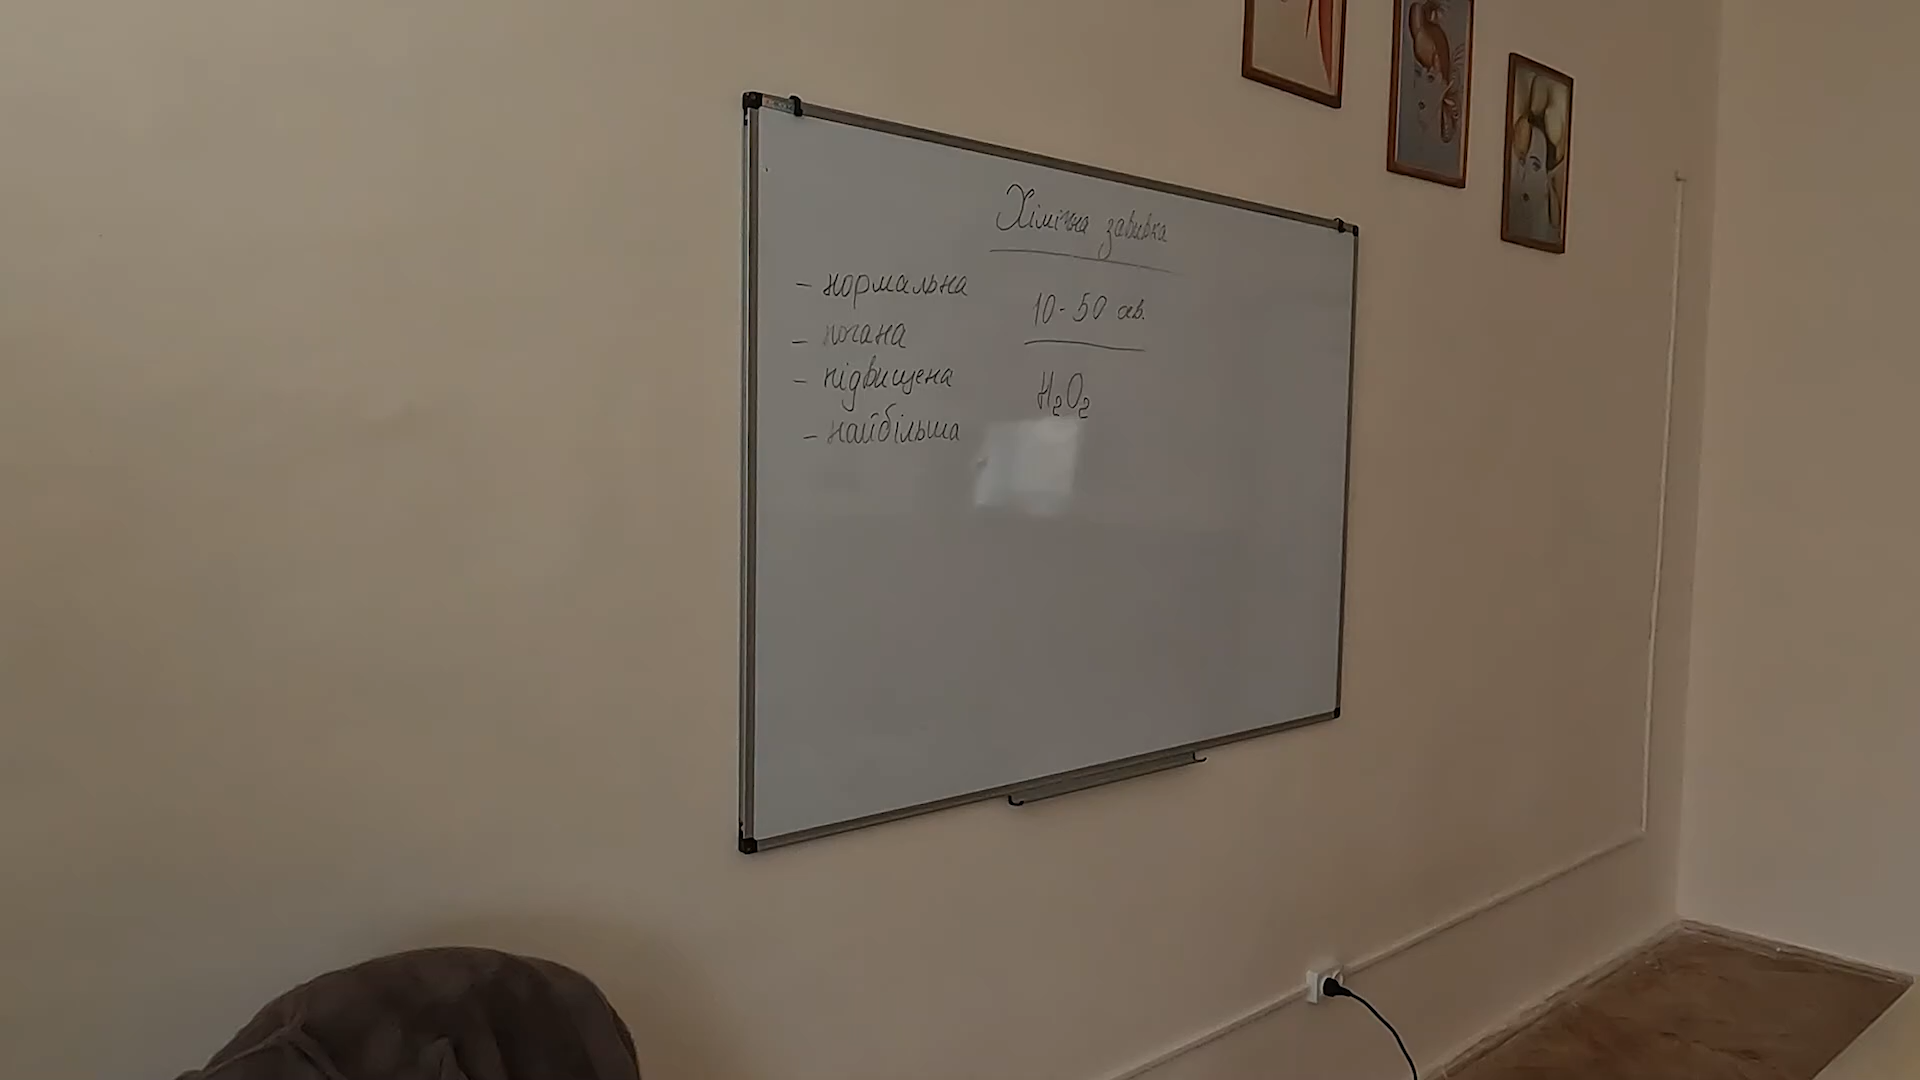 Хімічна завивка
– нормальна
– погана
– підвищена
– найбільша
10-50 хв.
H₂O₂